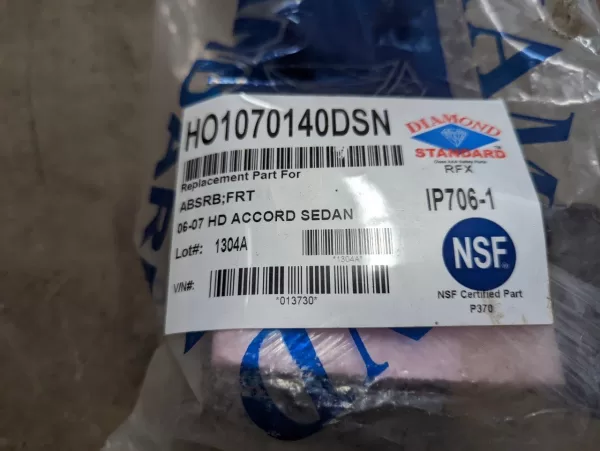 HO1070140DSN
Replacement Part For
ABSRB;FRT
06-07 HD ACCORD SEDAN
Lot#: 1304A
*1304A*
V/N#:
*013730*
DIAMOND
STANDARD
RFX
IP706-1
NSF
NSF Certified Part
P370